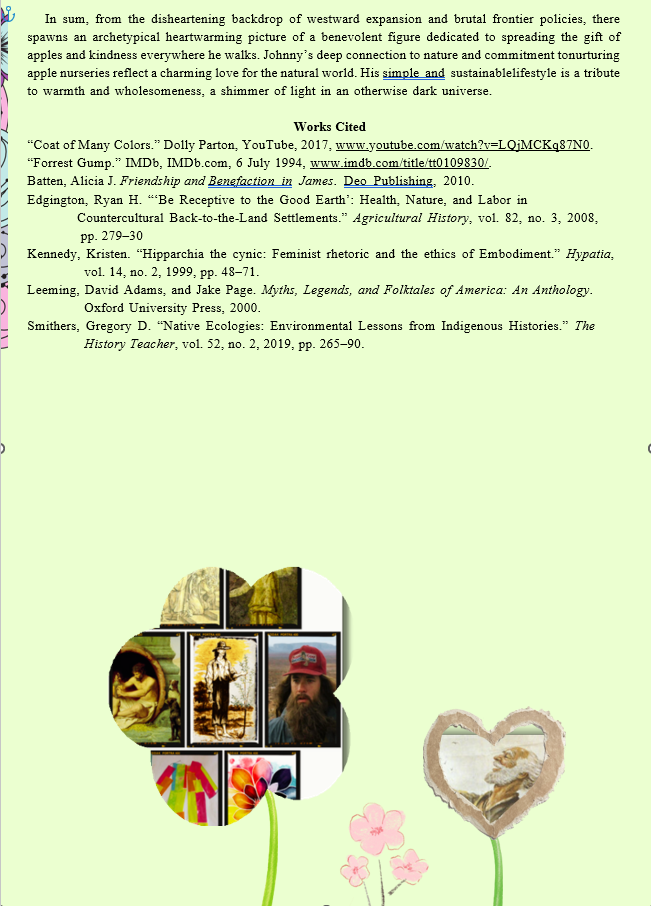 In sum, from the disheartening backdrop of westward expansion and brutal frontier policies, there
spawns an archetypical heartwarming picture of a benevolent figure dedicated to spreading the gift of
apples and kindness everywhere he walks. Johnny’s deep connection to nature and commitment tonurturing
apple nurseries reflect a charming love for the natural world. His simple and sustainablelifestyle is a tribute
to warmth and wholesomeness, a shimmer of light in an otherwise dark universe.
Works Cited
“Coat of Many Colors.” Dolly Parton, YouTube, 2017, www.youtube.com/watch?v=LQjMCKq87N0.
“Forrest Gump.” IMDb, IMDb.com, 6 July 1994, www.imdb.com/title/tt0109830/.
Batten, Alicia J. Friendship and Benefaction in James. Deo Publishing, 2010.
Edgington, Ryan H. “‘Be Receptive to the Good Earth’: Health, Nature, and Labor in
Countercultural Back-to-the-Land Settlements.” Agricultural History, vol. 82, no. 3, 2008,
pp. 279–30
Kennedy, Kristen. “Hipparchia the cynic: Feminist rhetoric and the ethics of Embodiment.” Hypatia,
vol. 14, no. 2, 1999, pp. 48–71.
Leeming, David Adams, and Jake Page. Myths, Legends, and Folktales of America: An Anthology.
Oxford University Press, 2000.
Smithers, Gregory D. “Native Ecologies: Environmental Lessons from Indigenous Histories.” The
History Teacher, vol. 52, no. 2, 2019, pp. 265–90.